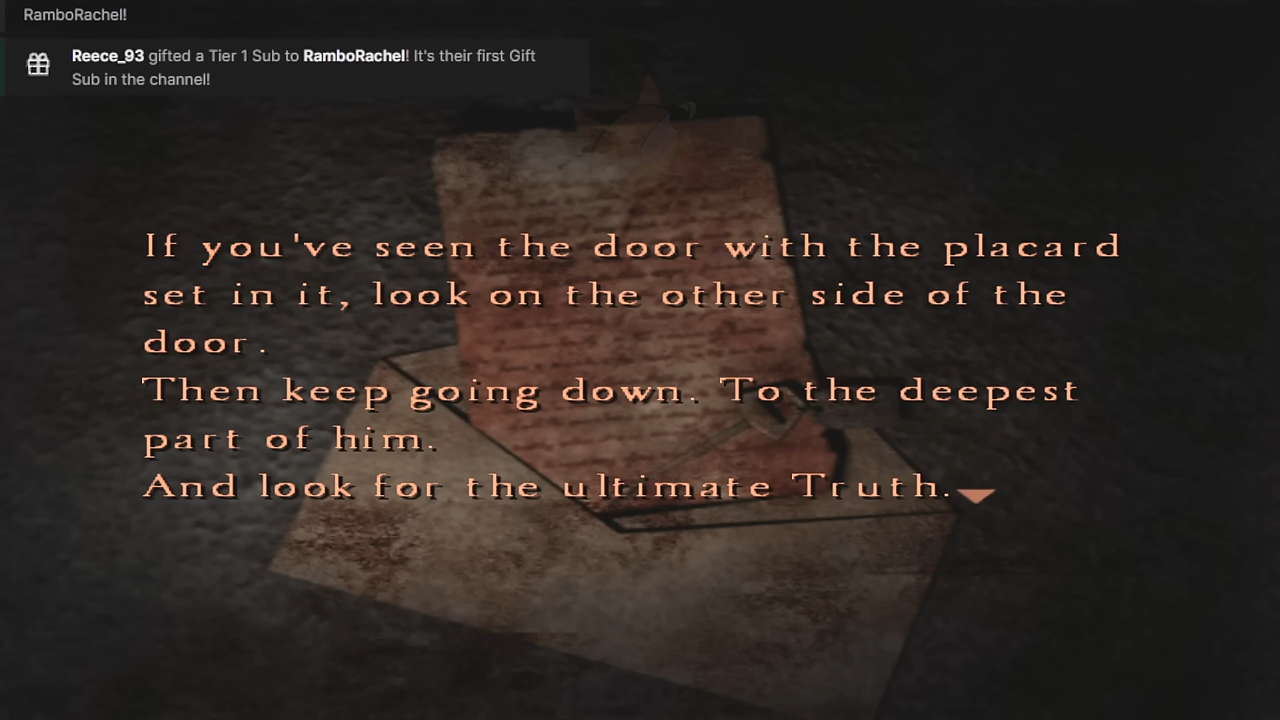 RamboRachel!
Reece_93 gifted a Tier 1 Sub to RamboRachel! It's their first Gift
Sub in the channel!
If you've seen the door with the placard
set in it, look on the other side of the
door.
Then keep going down. To the deepest
part of him.
And look for the ultimate Truth.